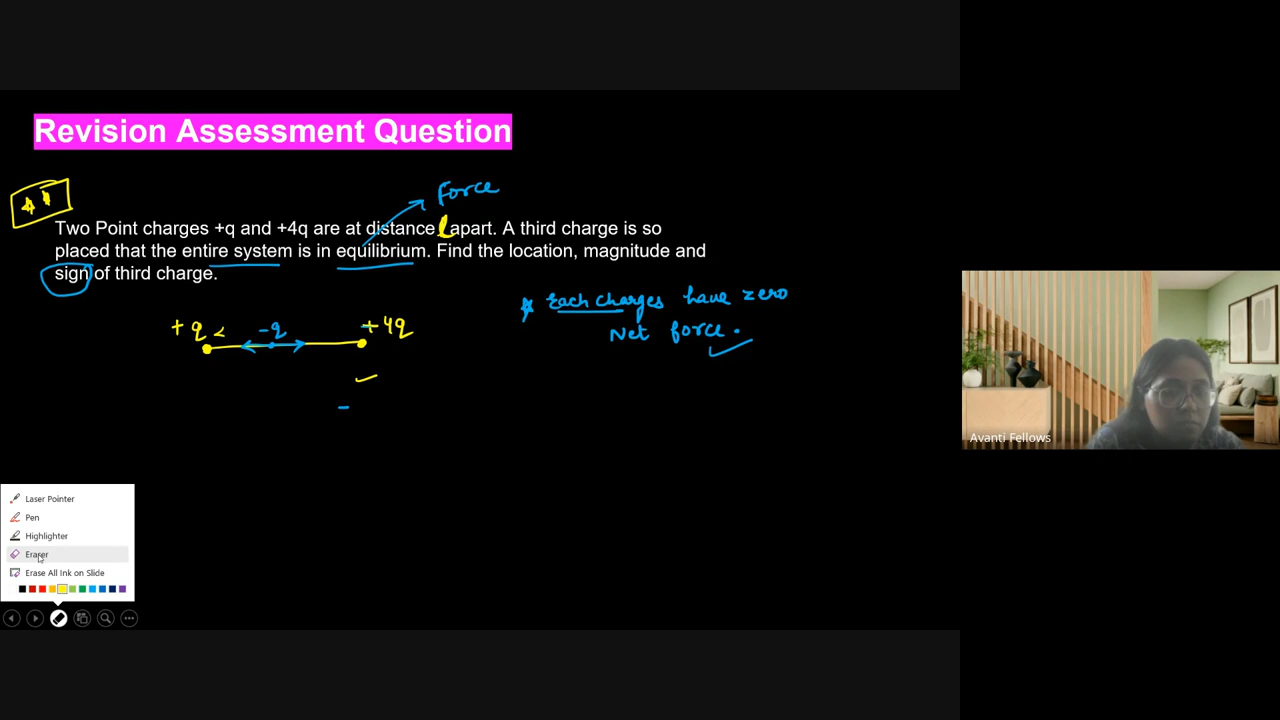 Revision Assessment Question
Force
Two Point charges +q and +4q are at distance l apart. A third charge is so
placed that the entire system is in equilibrium. Find the location, magnitude and
sign of third charge.
Each charges have zero
Net force.
+ q < -q + 4q
-
Avanti Fellows
Laser Pointer
Pen
Highlighter
Eraser
Erase All Ink on Slide